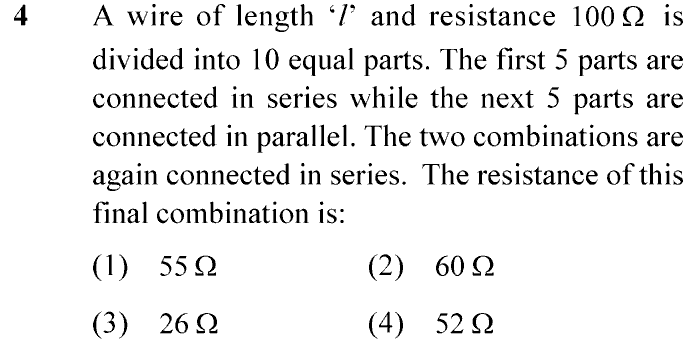 4 A wire of length ‘l’ and resistance 100 Ω is
divided into 10 equal parts. The first 5 parts are
connected in series while the next 5 parts are
connected in parallel. The two combinations are
again connected in series. The resistance of this
final combination is:
(1) 55 Ω (2) 60 Ω
(3) 26 Ω (4) 52 Ω